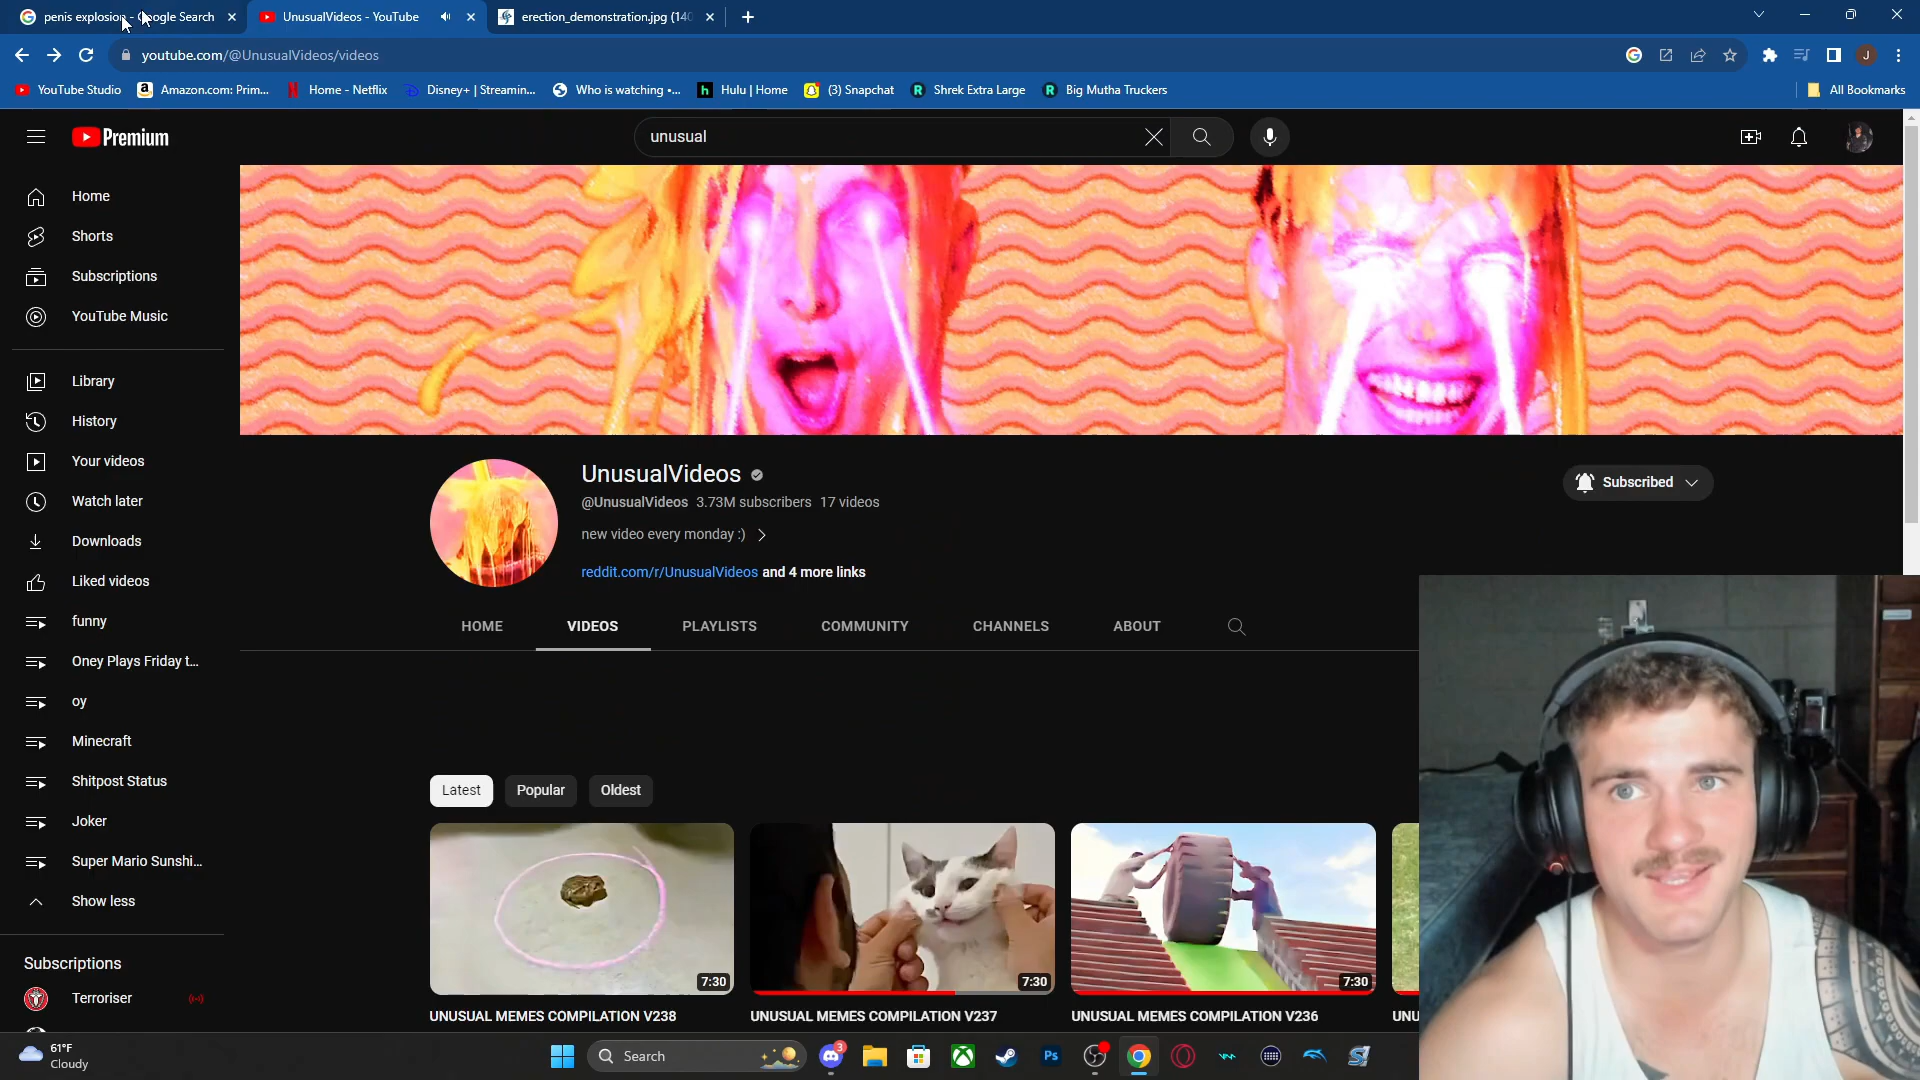 penis explosion - Google Search
UnusualVideos - YouTube
erection_demonstration.jpg (140
youtube.com/@UnusualVideos/videos
J
YouTube Studio
Amazon.com: Prim...
Home - Netflix
Disney+ | Streamin...
Who is watching •...
Hulu | Home
(3) Snapchat
Shrek Extra Large
Big Mutha Truckers
All Bookmarks
Premium
unusual
Home
Shorts
Subscriptions
YouTube Music
Library
History
Your videos
Watch later
Downloads
Liked videos
funny
Oney Plays Friday t...
oy
Minecraft
Shitpost Status
Joker
Super Mario Sunshi...
Show less
Subscriptions
Terroriser
UnusualVideos
@UnusualVideos 3.73M subscribers 17 videos
new video every monday :)
reddit.com/r/UnusualVideos and 4 more links
Subscribed
HOME
VIDEOS
PLAYLISTS
COMMUNITY
CHANNELS
ABOUT
Latest
Popular
Oldest
7:30
7:30
7:30
UNUSUAL MEMES COMPILATION V238
UNUSUAL MEMES COMPILATION V237
UNUSUAL MEMES COMPILATION V236
UNU
61°F
Cloudy
Search
3
Ps